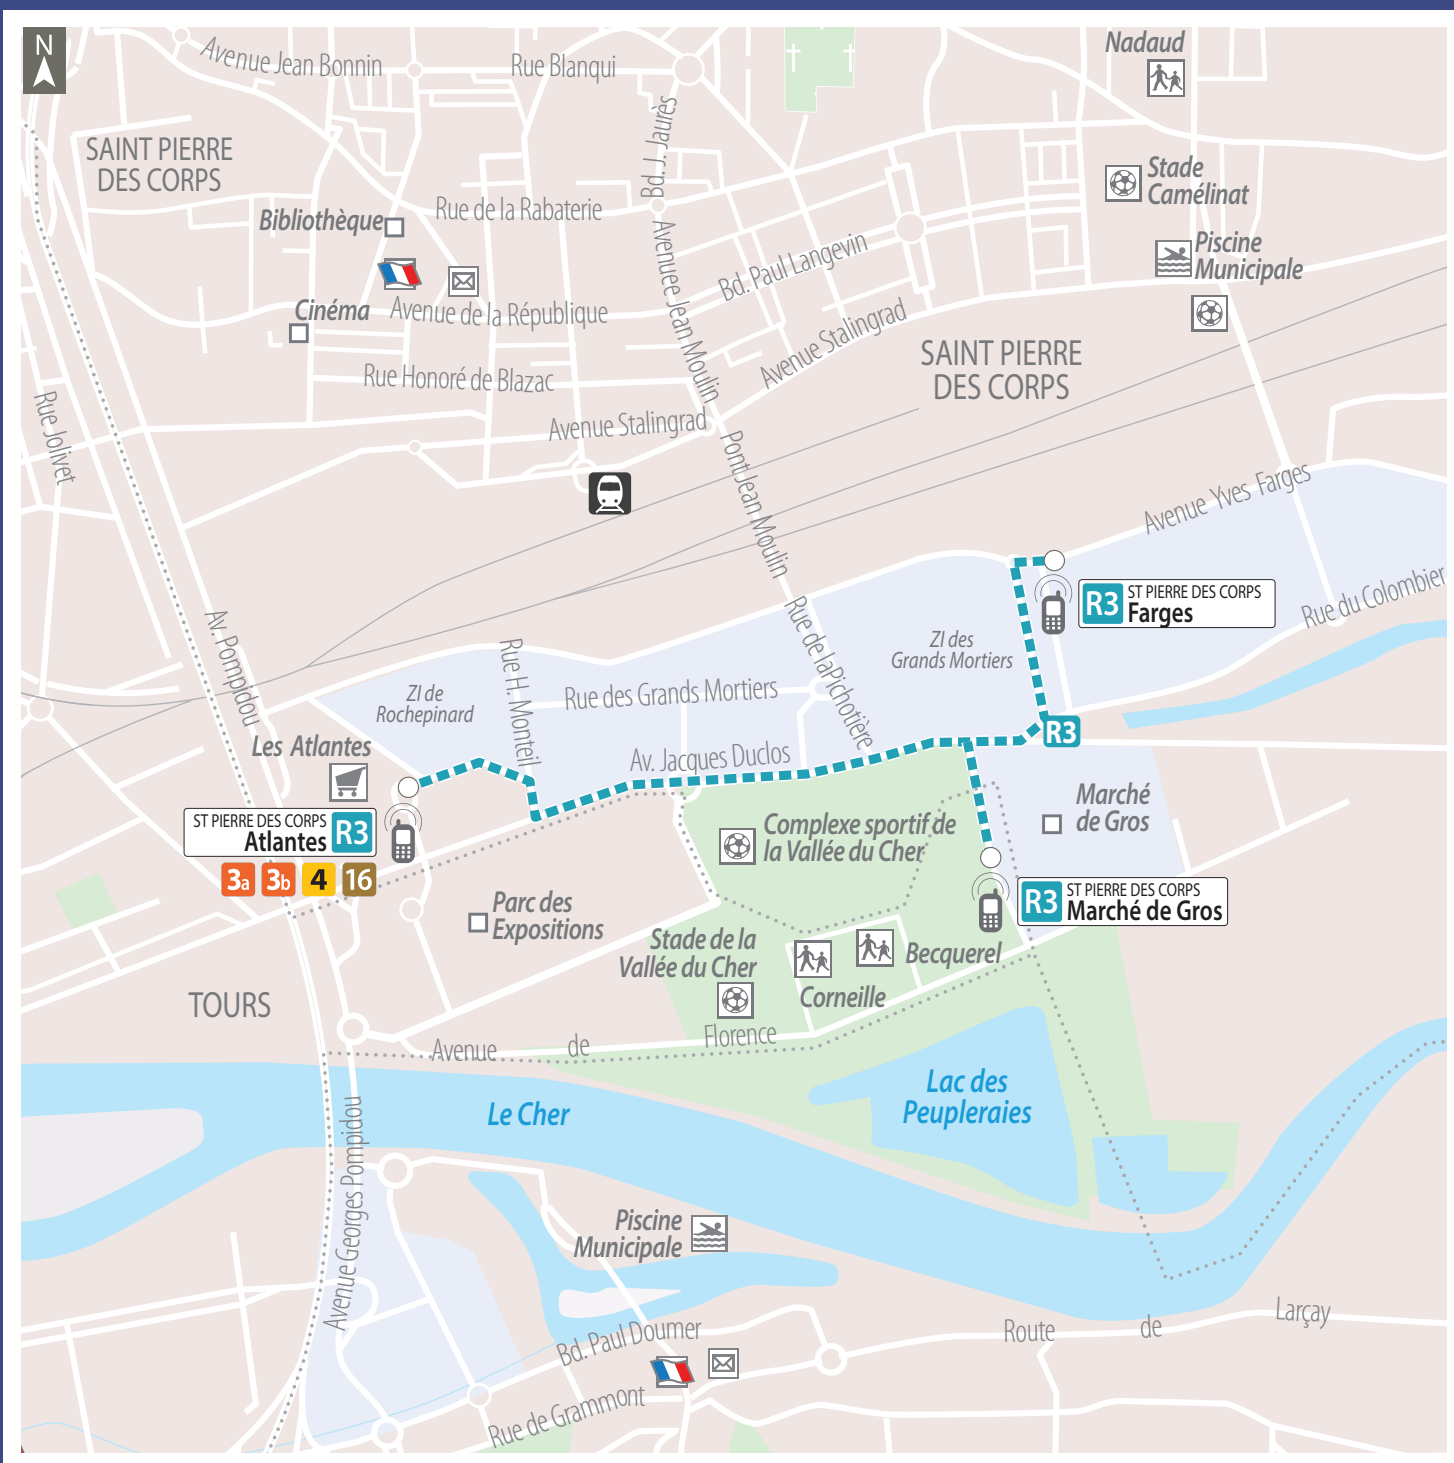 N
Avenue Jean Bonnin
Rue Blanqui
Nadaud
Bd. J. Jaurès
SAINT PIERRE
DES CORPS
Stade
Camélinat
Bibliothèque
Rue de la Rabaterie
Avenuee Jean Moulin
Bd. Paul Langevin
Piscine
Municipale
Cinéma
Avenue de la République
Avenue Stalingrad
SAINT PIERRE
DES CORPS
Rue Honoré de Blazac
Rue Jolivet
Avenue Stalingrad
Pont Jean Moulin
Avenue Yves Farges
R3
ST PIERRE DES CORPS
Farges
Rue du Colombier
Av. Pompidou
Rue H. Monteil
Rue de la Pichotière
ZI des
Grands Mortiers
ZI de
Rochepinard
Rue des Grands Mortiers
R3
Les Atlantes
Av. Jacques Duclos
ST PIERRE DES CORPS
Atlantes
R3
3a
3b
4
16
Marché
de Gros
Complexe sportif de
la Vallée du Cher
R3
ST PIERRE DES CORPS
Marché de Gros
Parc des
Expositions
Stade de la
Vallée du Cher
Becquerel
Corneille
TOURS
Avenue de Florence
Lac des
Peupleraies
Le Cher
Avenue Georges Pompidou
Piscine
Municipale
Bd. Paul Doumer
Route de Larçay
Rue de Grammont